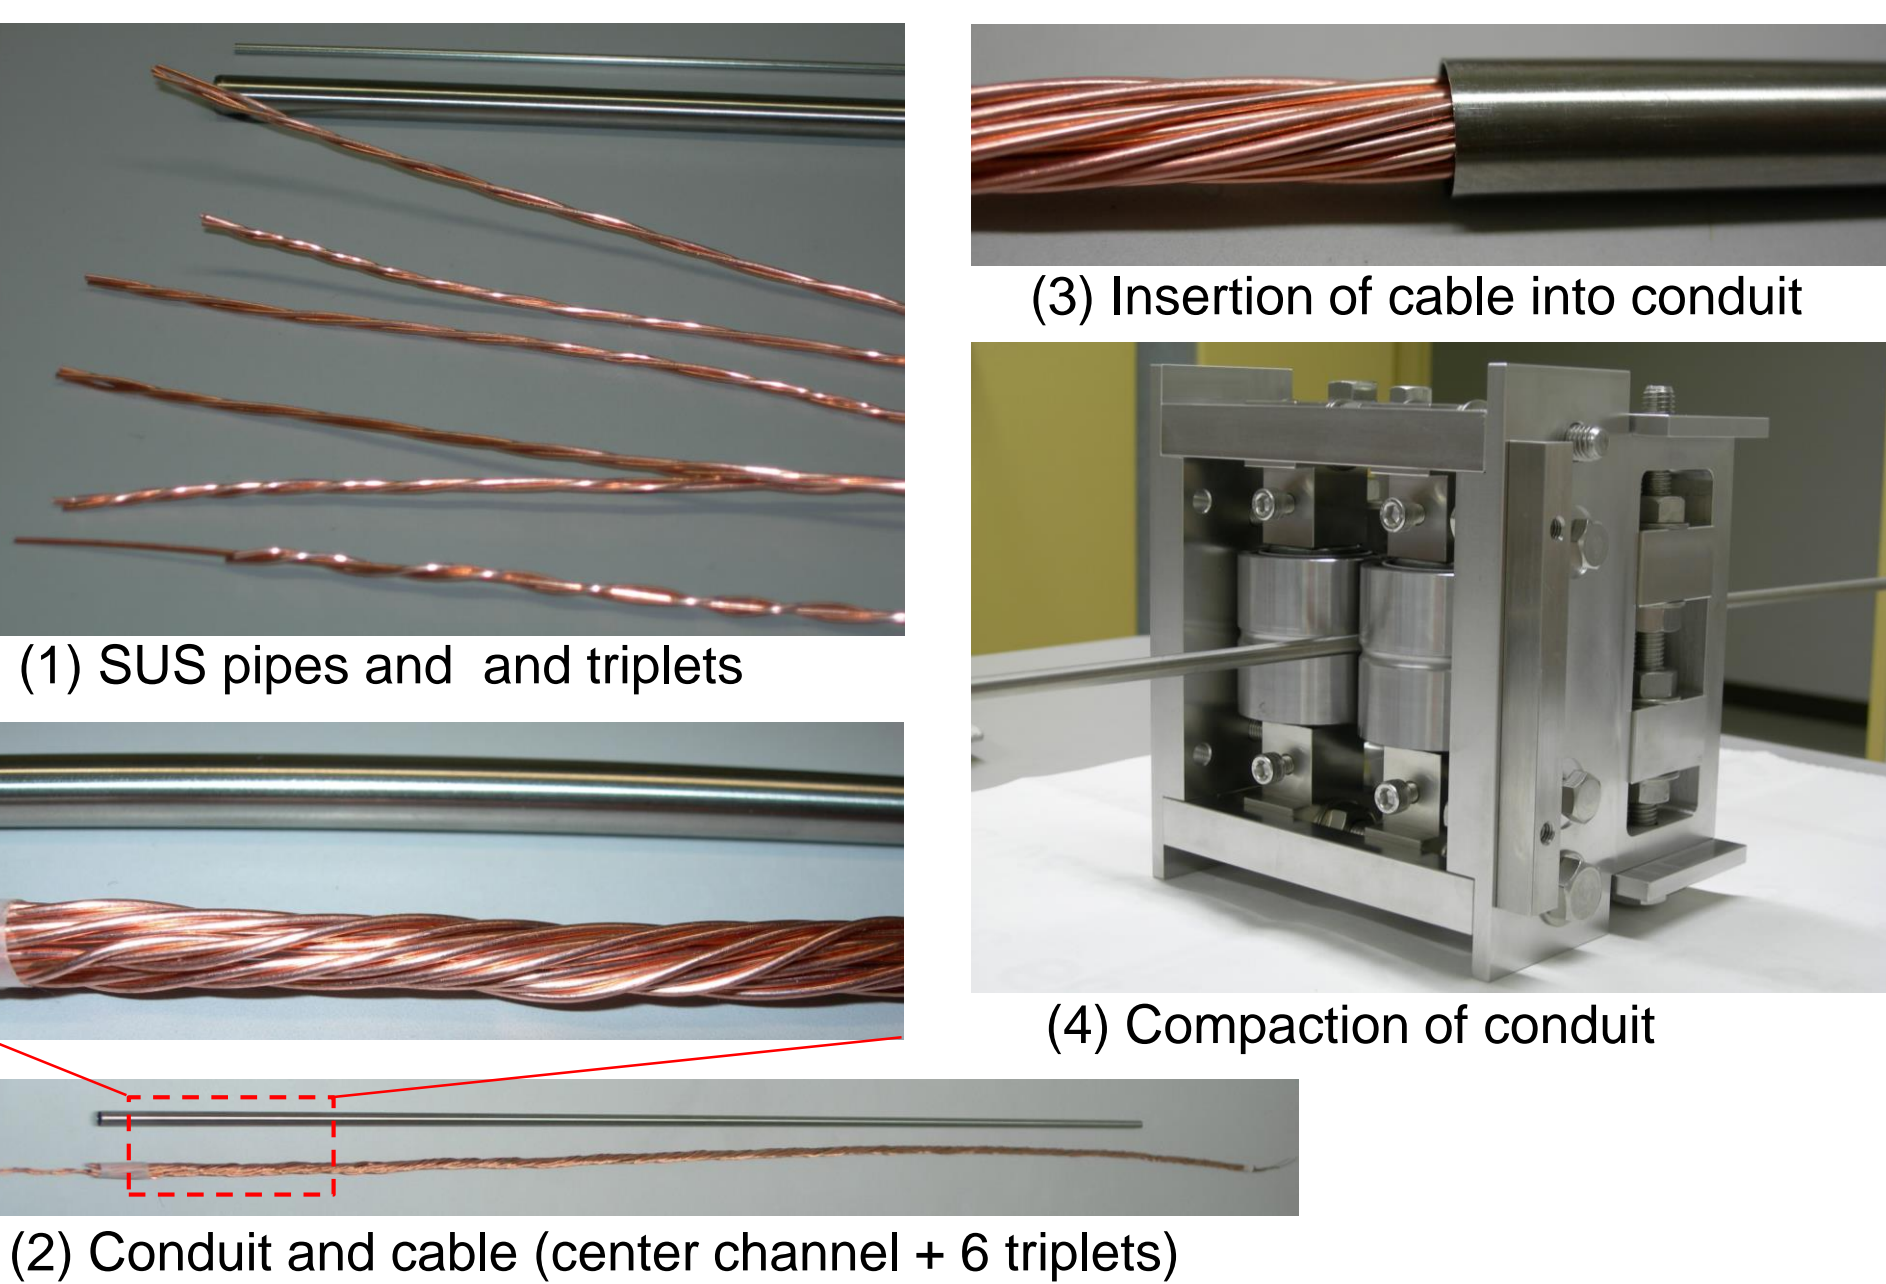 (1) SUS pipes and  and triplets
(2) Conduit and cable (center channel + 6 triplets)
(3) Insertion of cable into conduit
(4) Compaction of conduit